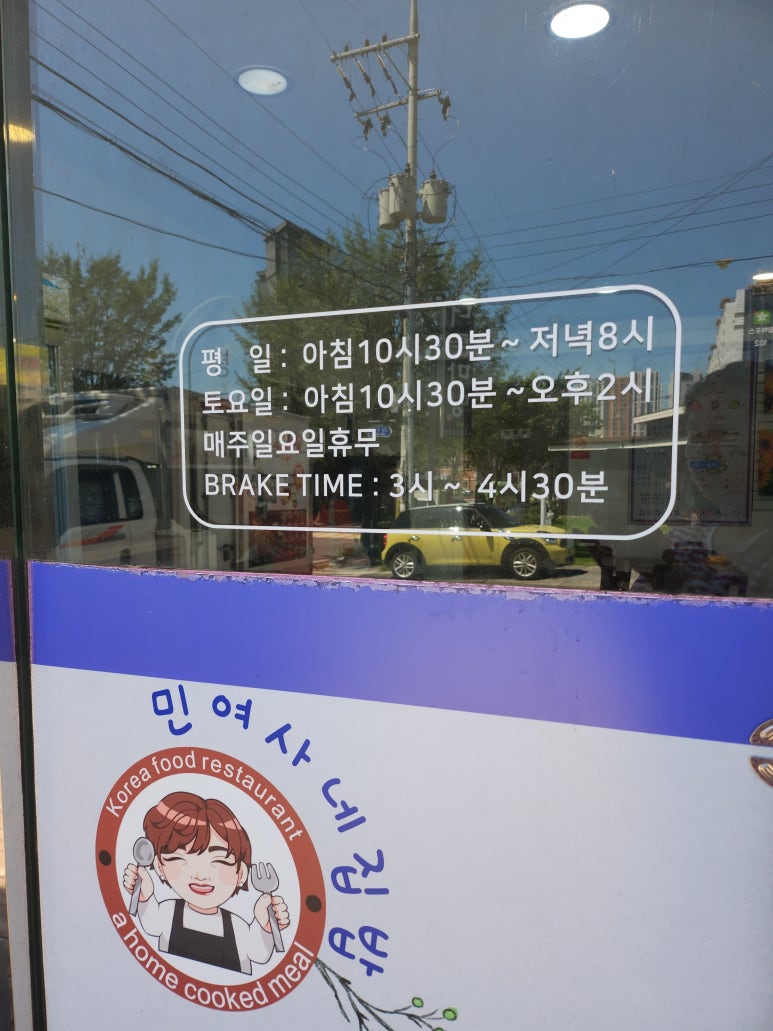 평 일 : 아침10시30분 ~ 저녁8시
토요일 : 아침10시30분 ~오후2시
매주일요일휴무
BRAKE TIME : 3시 ~ 4시30분
민여사네집밥
Korea food restaurant
a home cooked meal